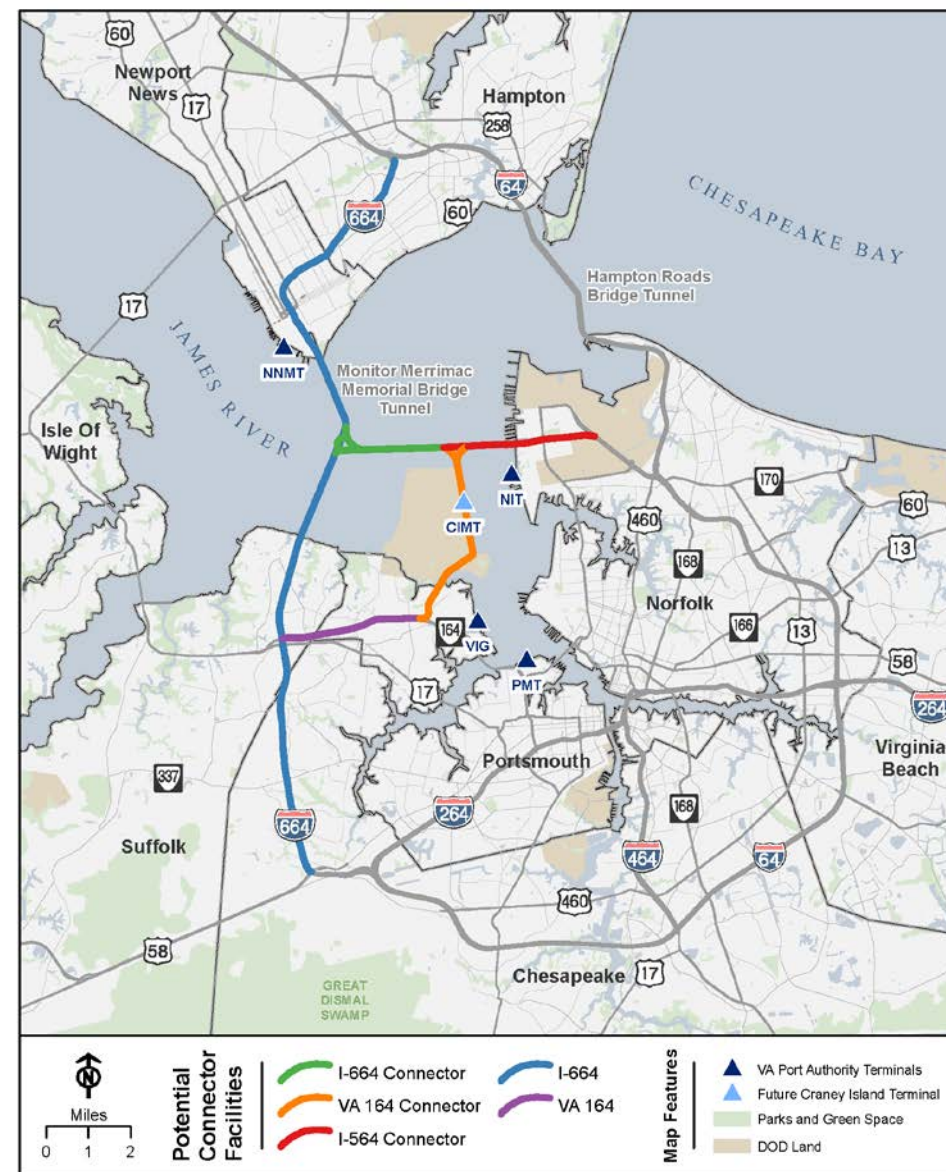 60
Newport
News
17
Hampton
258
64
664
60
CHESAPEAKE BAY
Hampton Roads
Bridge Tunnel
17
JAMES RIVER
NNMT
Monitor Merrimac
Memorial Bridge
Tunnel
Isle Of
Wight
NIT
170
CIMT
460
60
13
168
Norfolk
164
VIG
166
13
58
PMT
17
264
Virginia
Beach
Portsmouth
337
664
264
168
Suffolk
464
64
460
58
Chesapeake
17
GREAT
DISMAL
SWAMP
N
Miles
0 1 2
Potential
Connector
Facilities
I-664 Connector
VA 164 Connector
I-564 Connector
I-664
VA 164
Map Features
VA Port Authority Terminals
Future Craney Island Terminal
Parks and Green Space
DOD Land